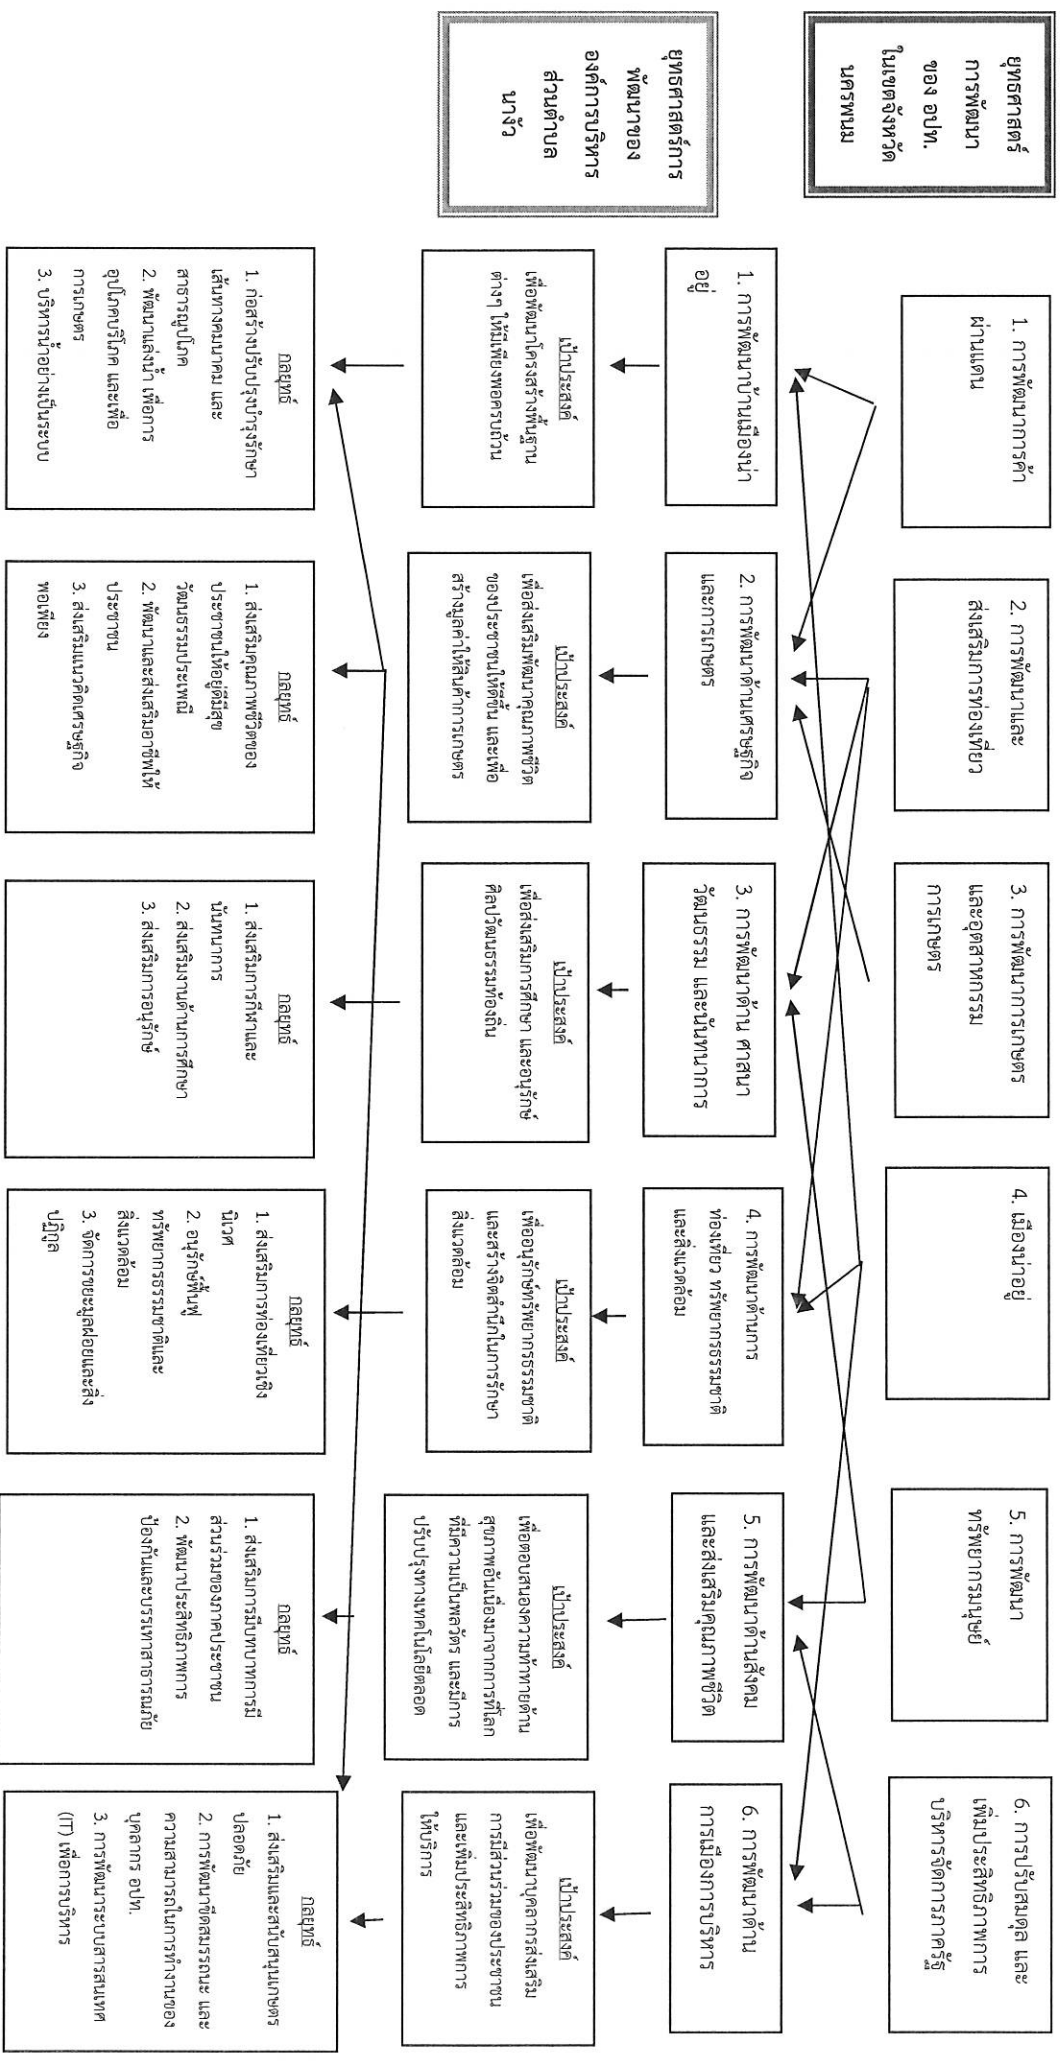 ยุทธศาสตร์
การพัฒนา
ของ อปท.
ในเขตจังหวัด
นครพนม
1. การพัฒนาการค้า
ผ่านแดน
2. การพัฒนาและ
ส่งเสริมการท่องเที่ยว
3. การพัฒนาการเกษตร
และอุตสาหกรรม
การเกษตร
4. เมืองน่าอยู่
5. การพัฒนา
ทรัพยากรมนุษย์
6. การปรับสมดุล และ
เพิ่มประสิทธิภาพการ
บริหารจัดการภาครัฐ
ยุทธศาสตร์การ
พัฒนาของ
องค์การบริหาร
ส่วนตำบล
นางัว
1. การพัฒนาบ้านเมืองน่า
อยู่
2. การพัฒนาด้านเศรษฐกิจ
และการเกษตร
3. การพัฒนาด้าน ศาสนา
วัฒนธรรม และนันทนาการ
4. การพัฒนาด้านการ
ท่องเที่ยว ทรัพยากรธรรมชาติ
และสิ่งแวดล้อม
5. การพัฒนาด้านสังคม
และส่งเสริมคุณภาพชีวิต
6. การพัฒนาด้าน
การเมืองการบริหาร
เป้าประสงค์
เพื่อพัฒนาโครงสร้างพื้นฐาน
ต่างๆ ให้มีเพียงพอครบถ้วน
เป้าประสงค์
เพื่อส่งเสริมพัฒนาคุณภาพชีวิต
ของประชาชนให้ดีขึ้น และเพื่อ
สร้างมูลค่าให้สินค้าการเกษตร
เป้าประสงค์
เพื่อส่งเสริมการศึกษา และอนุรักษ์
ศิลปวัฒนธรรมท้องถิ่น
เป้าประสงค์
เพื่ออนุรักษ์ทรัพยากรธรรมชาติ
และสร้างจิตสำนึกในการรักษา
สิ่งแวดล้อม
เป้าประสงค์
เพื่อตอบสนองความท้าทายด้าน
สุขภาพอันเนื่องมาจากการที่โลก
ที่มีความเป็นพลวัตร และมีการ
ปรับปรุงทางเทคโนโลยีตลอด
เป้าประสงค์
เพื่อพัฒนาบุคลากรส่งเสริม
การมีส่วนร่วมของประชาชน
และเพิ่มประสิทธิภาพการ
ให้บริการ
กลยุทธ์
1. ก่อสร้างปรับปรุงบำรุงรักษา
เส้นทางคมนาคม และ
สาธารณูปโภค
2. พัฒนาแล่งน้ำ เพื่อการ
อุปโภคบริโภค และเพื่อ
การเกษตร
3. บริหารน้ำอย่างเป็นระบบ
กลยุทธ์
1. ส่งเสริมคุณภาพชีวิตของ
ประชาชนให้อยู่ดีมีสุข
วัฒนธรรมประเพณี
2. พัฒนาและส่งเสริมอาชีพให้
ประชาชน
3. ส่งเสริมแนวคิดเศรษฐกิจ
พอเพียง
กลยุทธ์
1. ส่งเสริมการกีฬาและ
นันทนาการ
2. ส่งเสริมงานด้านการศึกษา
3. ส่งเสริมการอนุรักษ์
กลยุทธ์
1. ส่งเสริมการท่องเที่ยวเชิง
นิเวศ
2. อนุรักษ์ฟื้นฟู
ทรัพยากรธรรมชาติและ
สิ่งแวดล้อม
3. จัดการขยะมูลฝอยและสิ่ง
ปฏิกูล
กลยุทธ์
1. ส่งเสริมการมีบทบาทการมี
ส่วนร่วมของภาคประชาชน
2. พัฒนาประสิทธิภาพการ
ป้องกันและบรรเทาสาธารณภัย
กลยุทธ์
1. ส่งเสริมและสนับสนุนเกษตร
ปลอดภัย
2. การพัฒนาขีดสมรรถนะ และ
ความสามารถในการทำงานของ
บุคลากร อปท.
3. การพัฒนาระบบสารสนเทศ
(IT) เพื่อการบริหาร